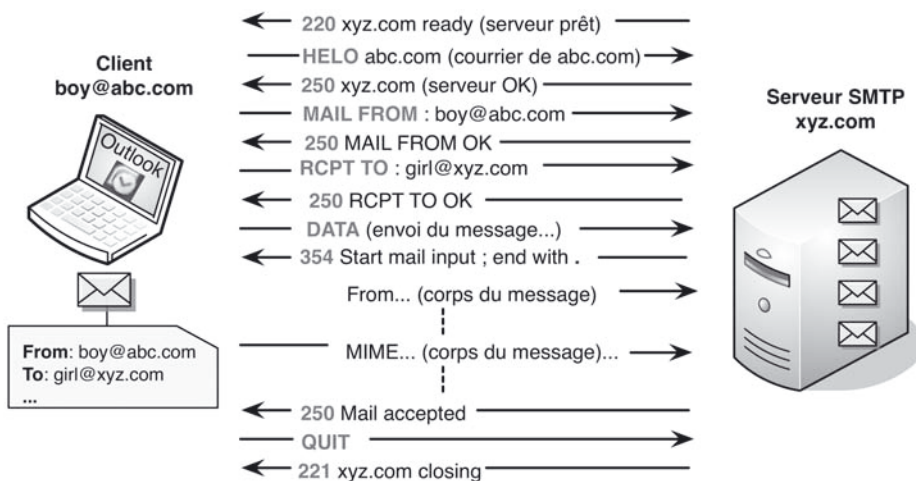 220 xyz.com ready (serveur prêt)
HELO abc.com (courrier de abc.com)
Client
boy@abc.com
250 xyz.com (serveur OK)
MAIL FROM : boy@abc.com
Serveur SMTP
xyz.com
250 MAIL FROM OK
Outlook
RCPT TO : girl@xyz.com
250 RCPT TO OK
DATA (envoi du message...)
354 Start mail input ; end with .
From... (corps du message)
From: boy@abc.com
To: girl@xyz.com
...
MIME... (corps du message)...
250 Mail accepted
QUIT
221 xyz.com closing